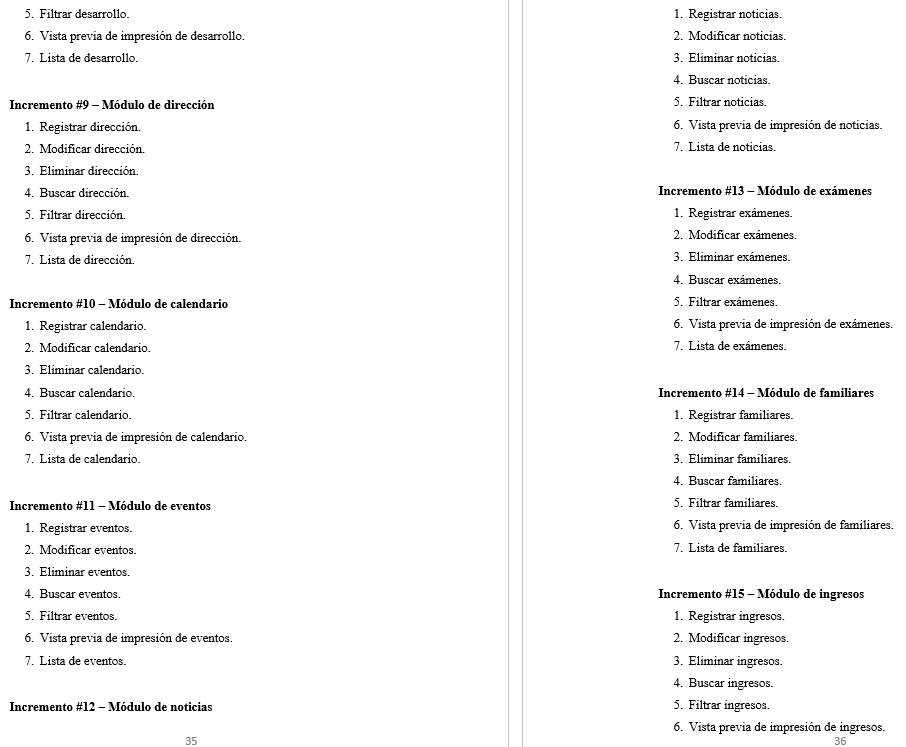 5. Filtrar desarrollo.
6. Vista previa de impresión de desarrollo.
7. Lista de desarrollo.
Incremento #9 – Módulo de dirección
1. Registrar dirección.
2. Modificar dirección.
3. Eliminar dirección.
4. Buscar dirección.
5. Filtrar dirección.
6. Vista previa de impresión de dirección.
7. Lista de dirección.
Incremento #10 – Módulo de calendario
1. Registrar calendario.
2. Modificar calendario.
3. Eliminar calendario.
4. Buscar calendario.
5. Filtrar calendario.
6. Vista previa de impresión de calendario.
7. Lista de calendario.
Incremento #11 – Módulo de eventos
1. Registrar eventos.
2. Modificar eventos.
3. Eliminar eventos.
4. Buscar eventos.
5. Filtrar eventos.
6. Vista previa de impresión de eventos.
7. Lista de eventos.
Incremento #12 – Módulo de noticias
35
1. Registrar noticias.
2. Modificar noticias.
3. Eliminar noticias.
4. Buscar noticias.
5. Filtrar noticias.
6. Vista previa de impresión de noticias.
7. Lista de noticias.
Incremento #13 – Módulo de exámenes
1. Registrar exámenes.
2. Modificar exámenes.
3. Eliminar exámenes.
4. Buscar exámenes.
5. Filtrar exámenes.
6. Vista previa de impresión de exámenes.
7. Lista de exámenes.
Incremento #14 – Módulo de familiares
1. Registrar familiares.
2. Modificar familiares.
3. Eliminar familiares.
4. Buscar familiares.
5. Filtrar familiares.
6. Vista previa de impresión de familiares.
7. Lista de familiares.
Incremento #15 – Módulo de ingresos
1. Registrar ingresos.
2. Modificar ingresos.
3. Eliminar ingresos.
4. Buscar ingresos.
5. Filtrar ingresos.
6. Vista previa de impresión de ingresos.
36